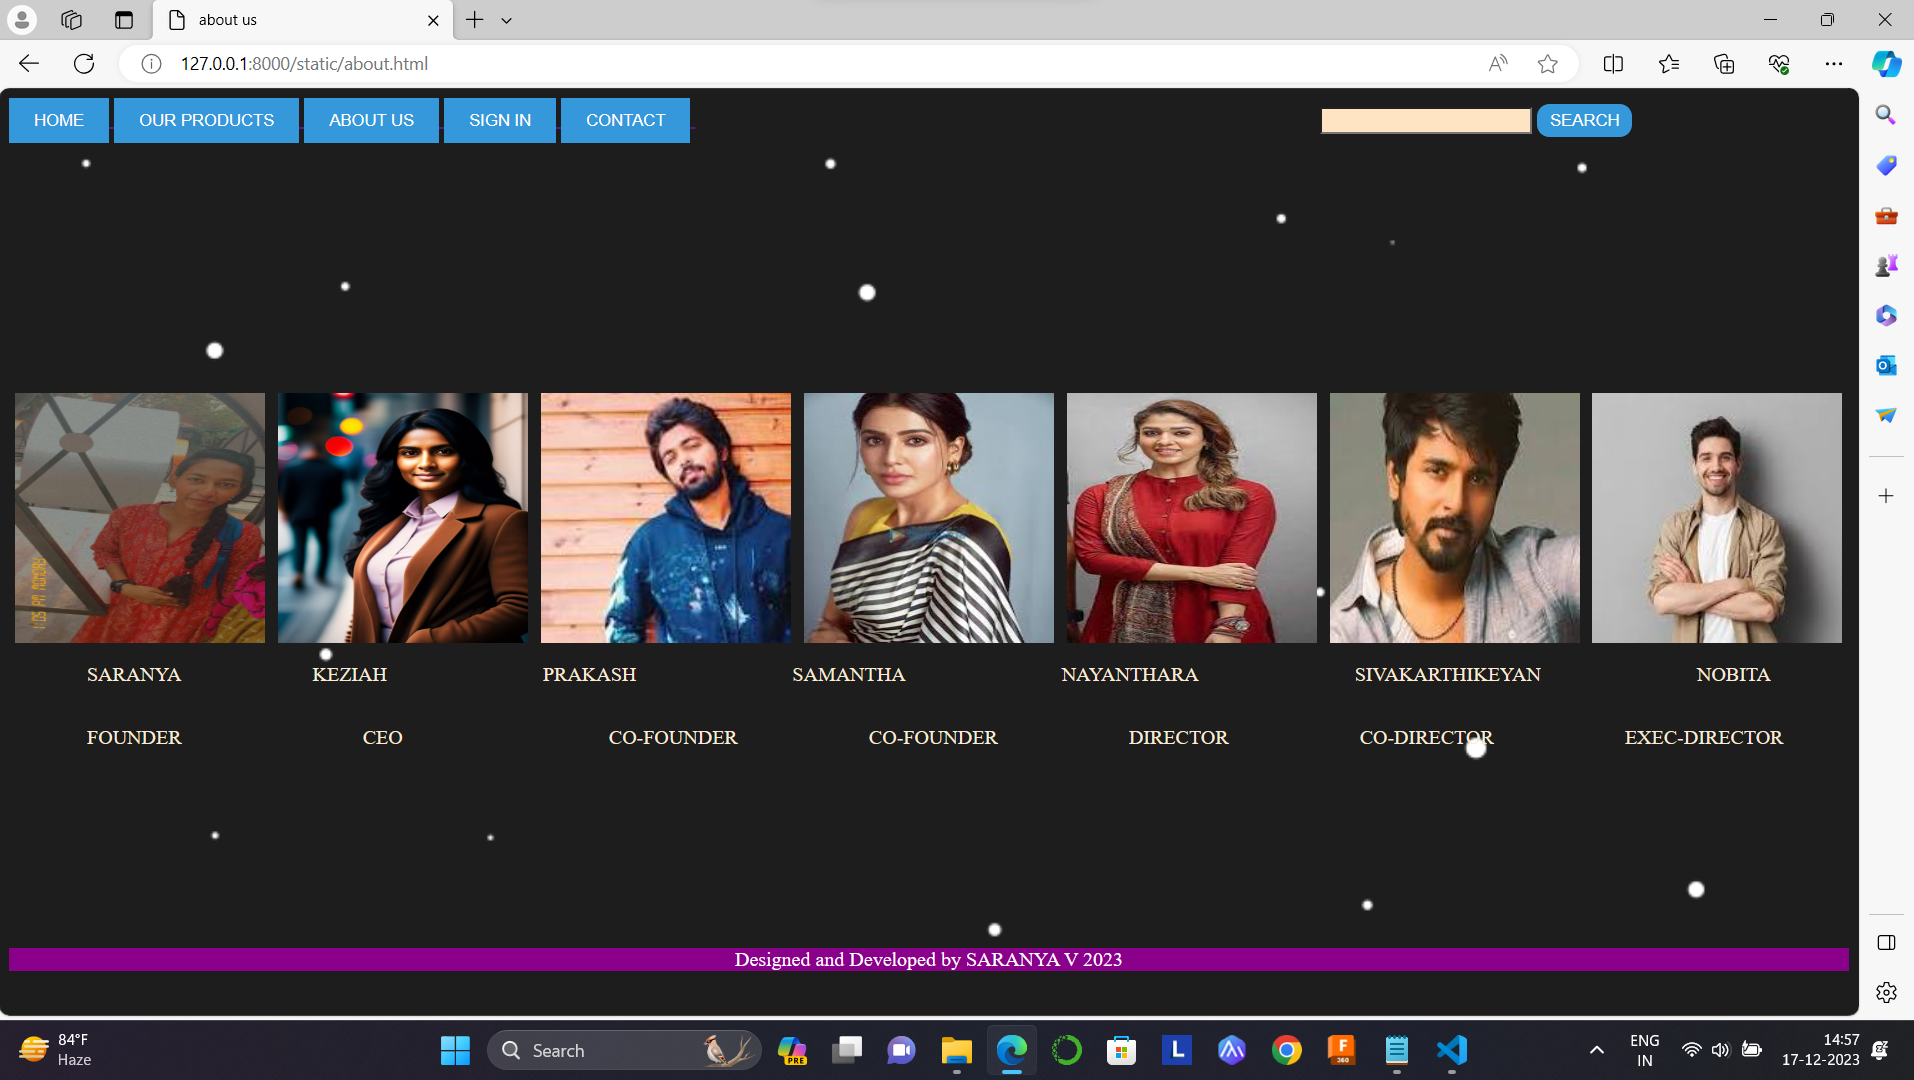 about us
127.0.0.1:8000/static/about.html
HOME OUR PRODUCTS ABOUT US SIGN IN CONTACT SEARCH
SARANYA KEZIAH PRAKASH SAMANTHA NAYANTHARA SIVAKARTHIKEYAN NOBITA
FOUNDER CEO CO-FOUNDER CO-FOUNDER DIRECTOR CO-DIRECTOR EXEC-DIRECTOR
Designed and Developed by SARANYA V 2023
84°F
Haze
Search
PRE
L
F
360
ENG
IN
14:57
17-12-2023